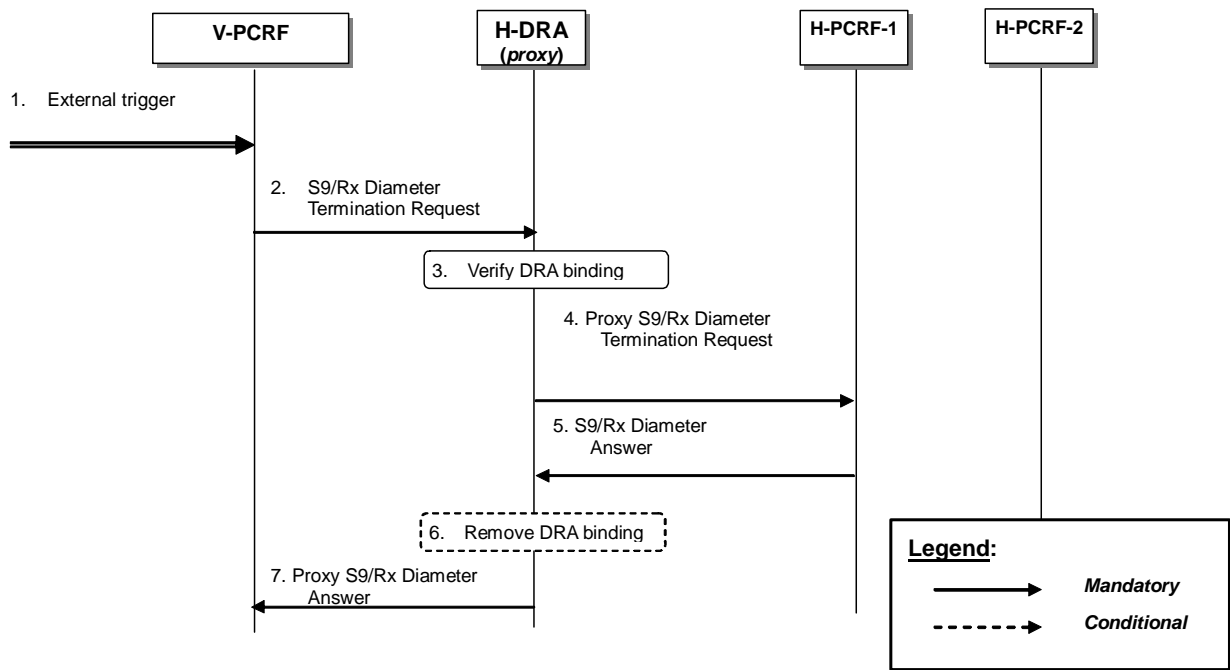 V-PCRF
H-DRA
(proxy)
H-PCRF-1
H-PCRF-2
1. External trigger
2. S9/Rx Diameter
Termination Request
3. Verify DRA binding
4. Proxy S9/Rx Diameter
Termination Request
5. S9/Rx Diameter
Answer
6. Remove DRA binding
7. Proxy S9/Rx Diameter
Answer
Legend:
Mandatory
Conditional